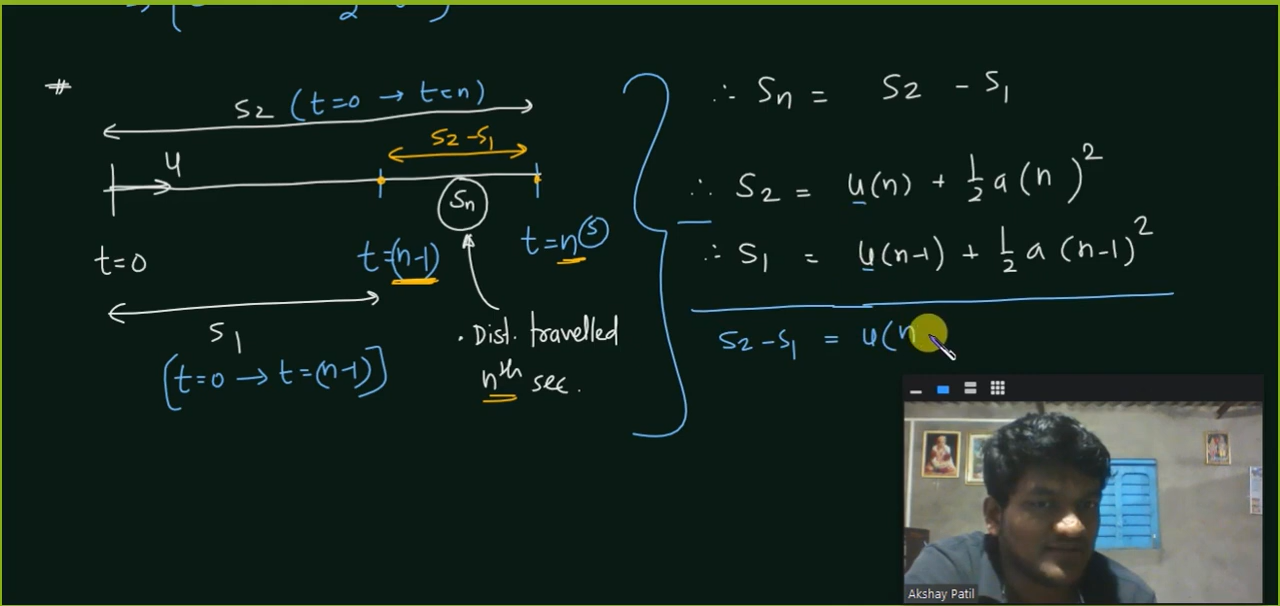 #
S2 (t=0 → t=n)
S2-S1
u
Sn
t=0
t=(n-1)
t=n(s)
S1
[t=0 → t=(n-1)]
· Dist. travelled
nth sec.
∴ Sn = S2 - S1
∴ S2 = u(n) + 1/2 a (n)²
∴ S1 = u(n-1) + 1/2 a (n-1)²
S2-S1 = u(n
Akshay Patil